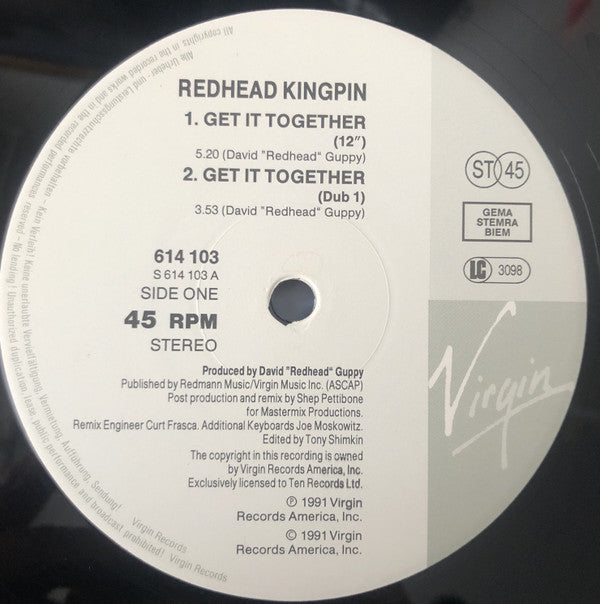 REDHEAD KINGPIN
1. GET IT TOGETHER
(12")
5.20 (David "Redhead“ Guppy)
2. GET IT TOGETHER
(Dub 1)
3.53 (David "Redhead“ Guppy)
ST 45
GEMA
STEMRA
BIEM
LC 3098
614 103
S 614 103 A
SIDE ONE
45 RPM
STEREO
Virgin
Produced by David "Redhead" Guppy
Published by Redmann Music/Virgin Music Inc. (ASCAP)
Post production and remix by Shep Pettibone
for Mastermix Productions.
Remix Engineer Curt Frasca. Additional Keyboards Joe Moskowitz.
Edited by Tony Shimkin
The copyright in this recording is owned
by Virgin Records America, Inc.
Exclusively licensed to Ten Records Ltd.
℗ 1991 Virgin
Records America, Inc.
© 1991 Virgin
Records America, Inc.
Alle Urheber- und Leistungsschutzrechte vorbehalten – Kein Verleih! Keine unerlaubte Vervielfältigung, Vermietung, Aufführung, Sendung! Virgin Records
All copyrights in the recorded works and in the recorded performances reserved – No lending! Unauthorized duplication, lease, public performance and broadcast prohibited! Virgin Records